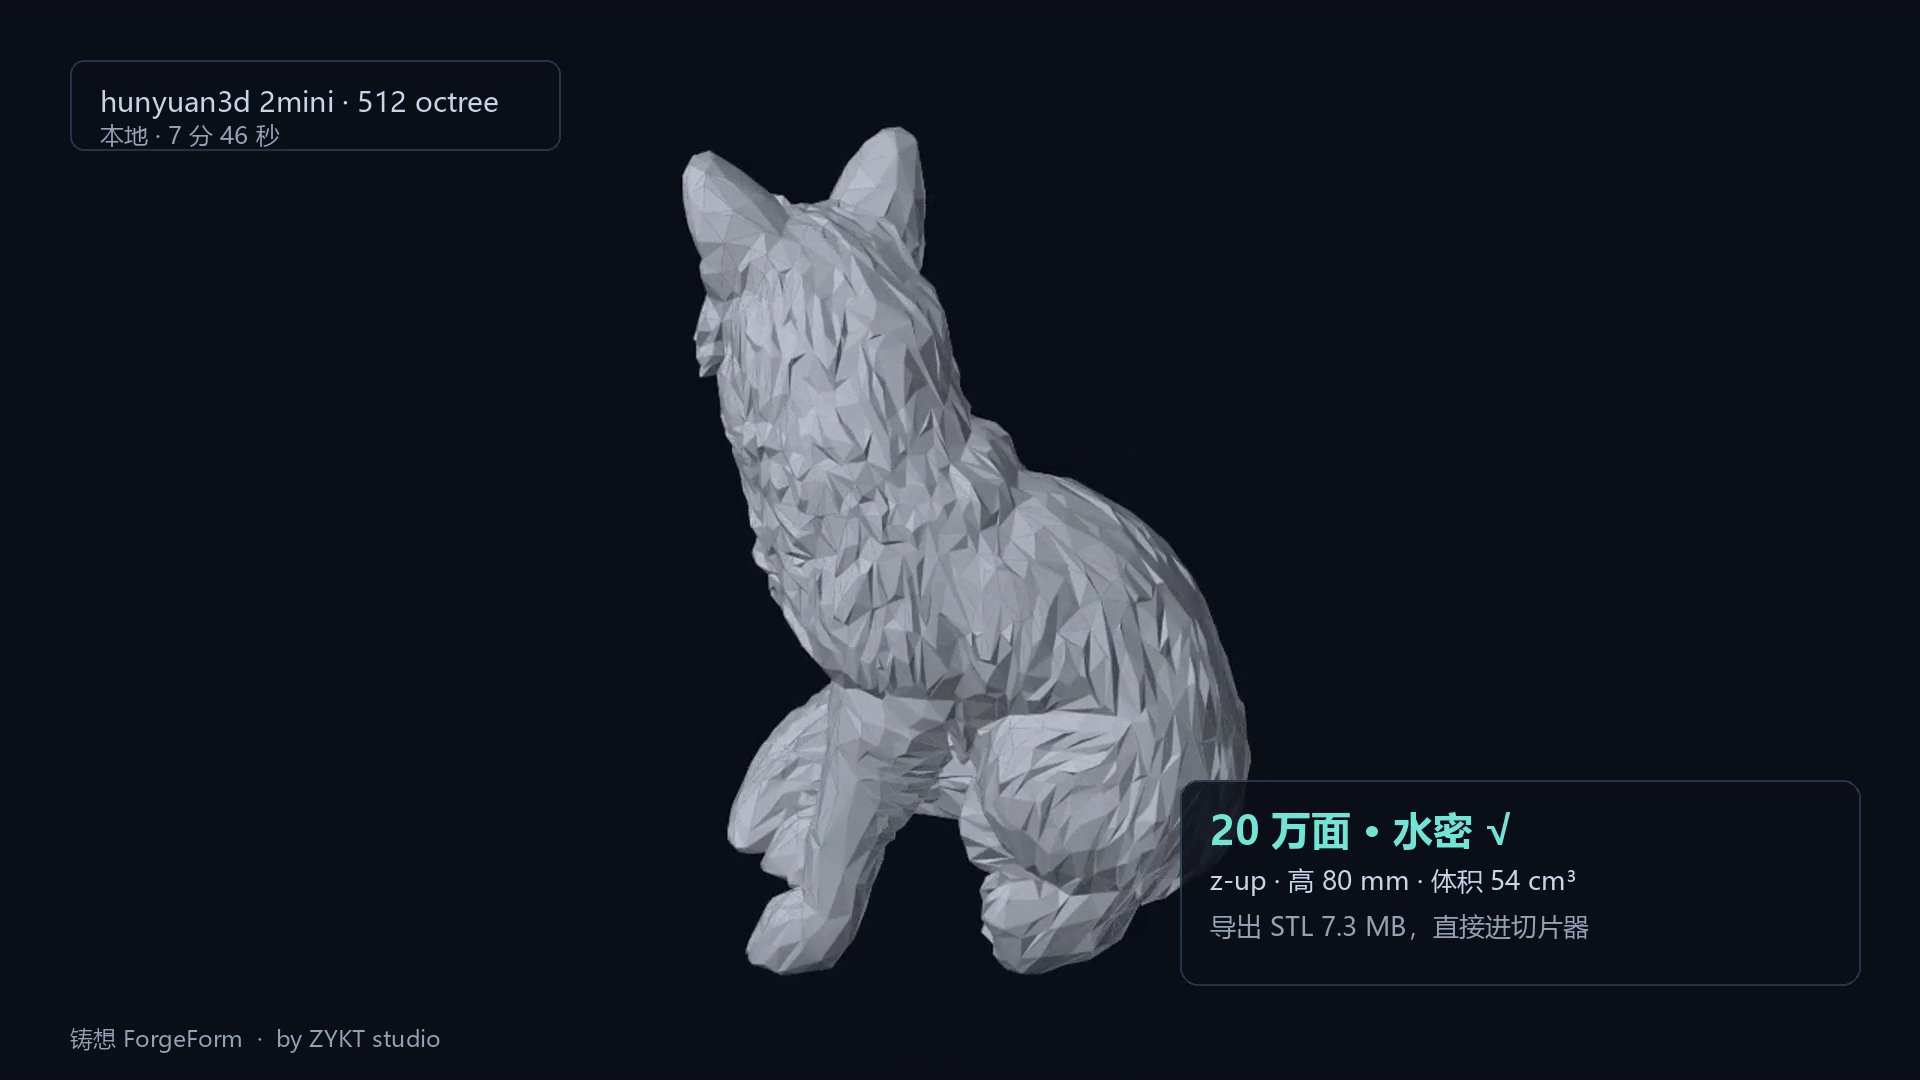 hunyuan3d 2mini · 512 octree
本地 · 7 分 46 秒
20 万面 • 水密 √
z-up · 高 80 mm · 体积 54 cm³
导出 STL 7.3 MB，直接进切片器
铸想 ForgeForm · by ZYKT studio